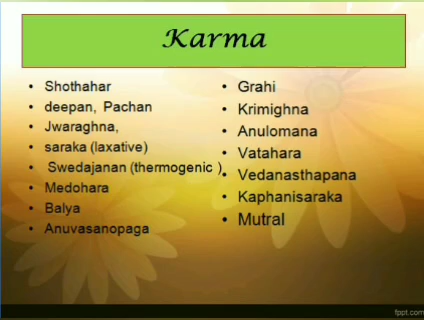 Karma
• Shothahar
• deepan, Pachan
• Jwaraghna,
• saraka (laxative)
• Swedajanan (thermogenic )
• Medohara
• Balya
• Anuvasanopaga
• Grahi
• Krimighna
• Anulomana
• Vatahara
• Vedanasthapana
• Kaphanisaraka
• Mutral
fppt.com